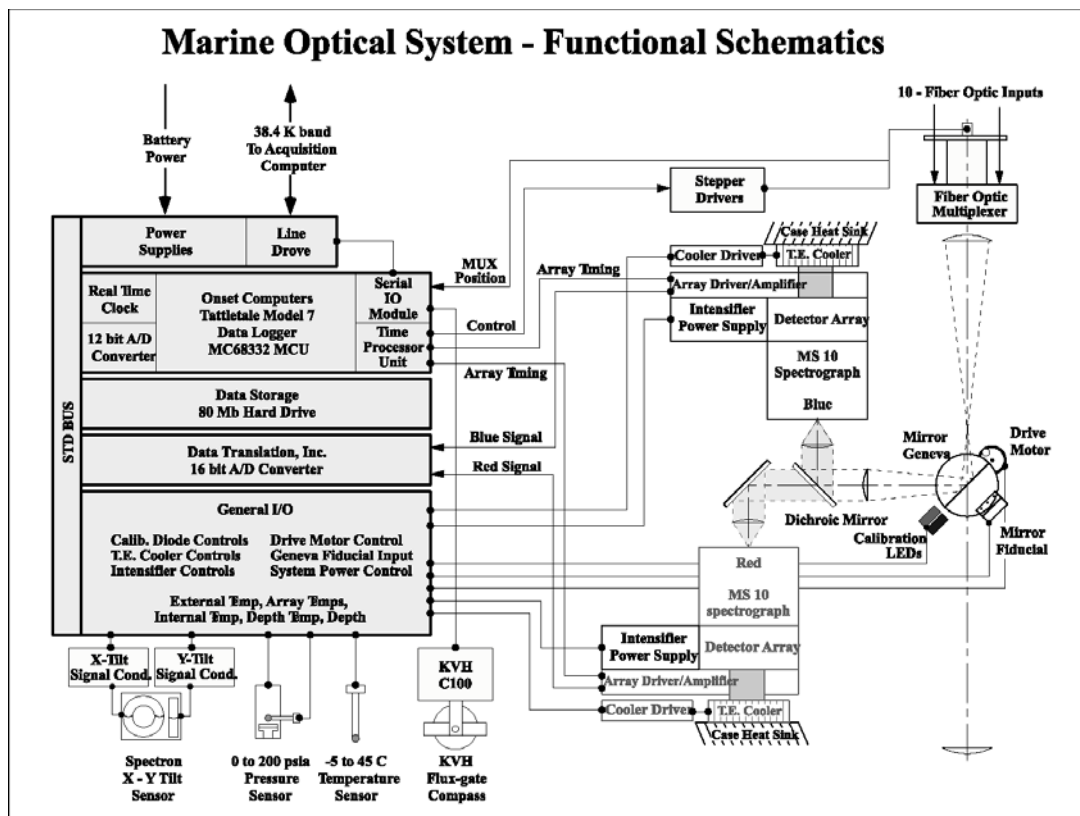 Marine Optical System - Functional Schematics
10 - Fiber Optic Inputs
Battery
Power
38.4 K band
To Acquisition
Computer
Stepper
Drivers
Fiber Optic
Multiplexer
Power
Supplies
Line
Drove
STD BUS
MUX
Position
Array Timing
Control
Array Timing
Real Time
Clock
12 bit A/D
Converter
Onset Computers
Tattletale Model 7
Data Logger
MC68332 MCU
Serial
IO
Module
Time
Processor
Unit
Case Heat Sink
Cooler Driver
T.E. Cooler
Array Driver/Amplifier
Intensifier
Power Supply
Detector Array
MS 10
Spectrograph
Blue
Data Storage
80 Mb Hard Drive
Data Translation, Inc.
16 bit A/D Converter
Blue Signal
Red Signal
Mirror
Geneva
Drive
Motor
Dichroic Mirror
Calibration
LEDs
Mirror
Fiducial
General I/O
Calib. Diode Controls
T.E. Cooler Controls
Intensifier Controls
Drive Motor Control
Geneva Fiducial Input
System Power Control
External Tmp, Array Tmps,
Internal Tmp, Depth Tmp, Depth
Red
MS 10
spectrograph
Intensifier
Power Supply
Detector Array
Array Driver/Amplifier
Cooler Driver
T.E. Cooler
Case Heat Sink
X-Tilt
Signal Cond.
Y-Tilt
Signal Cond.
KVH
C100
Spectron
X - Y Tilt
Sensor
0 to 200 psia
Pressure
Sensor
-5 to 45 C
Temperature
Sensor
KVH
Flux-gate
Compass